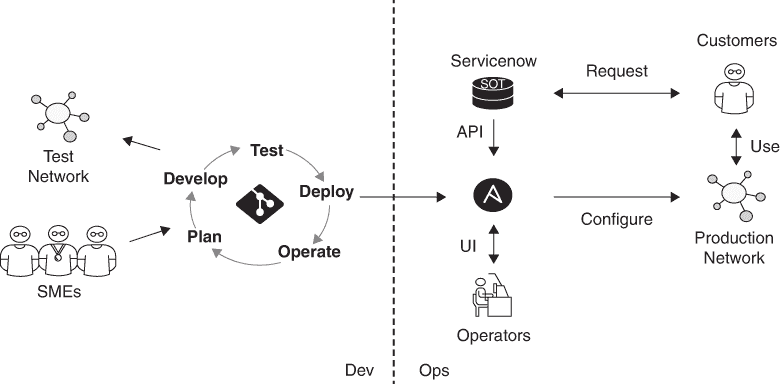 Test
Network
SMEs
Test
Develop
Deploy
Plan
Operate
Dev
Ops
Servicenow
SOT
API
UI
Operators
Request
Configure
Customers
Use
Production
Network